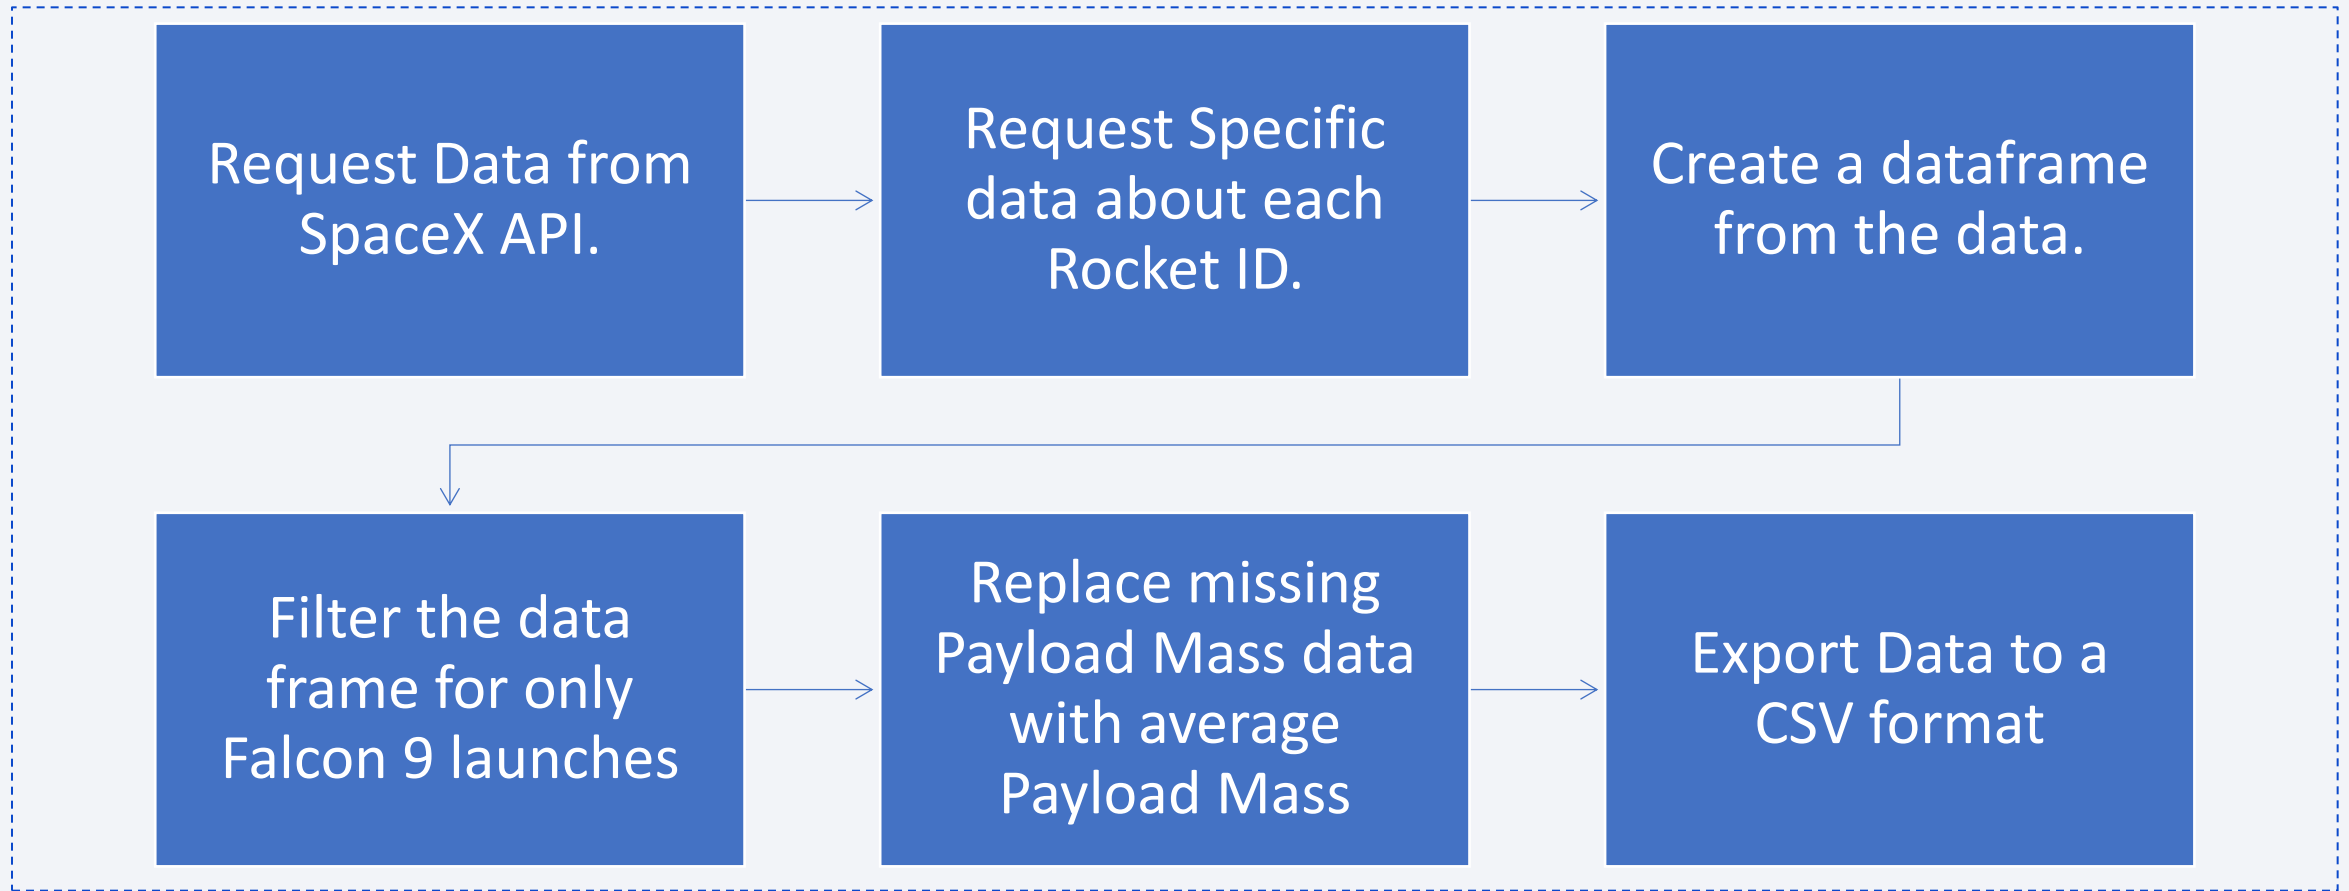 Request Data from
SpaceX API.
Request Specific
data about each
Rocket ID.
Create a dataframe
from the data.
Filter the data
frame for only
Falcon 9 launches
Replace missing
Payload Mass data
with average
Payload Mass
Export Data to a
CSV format